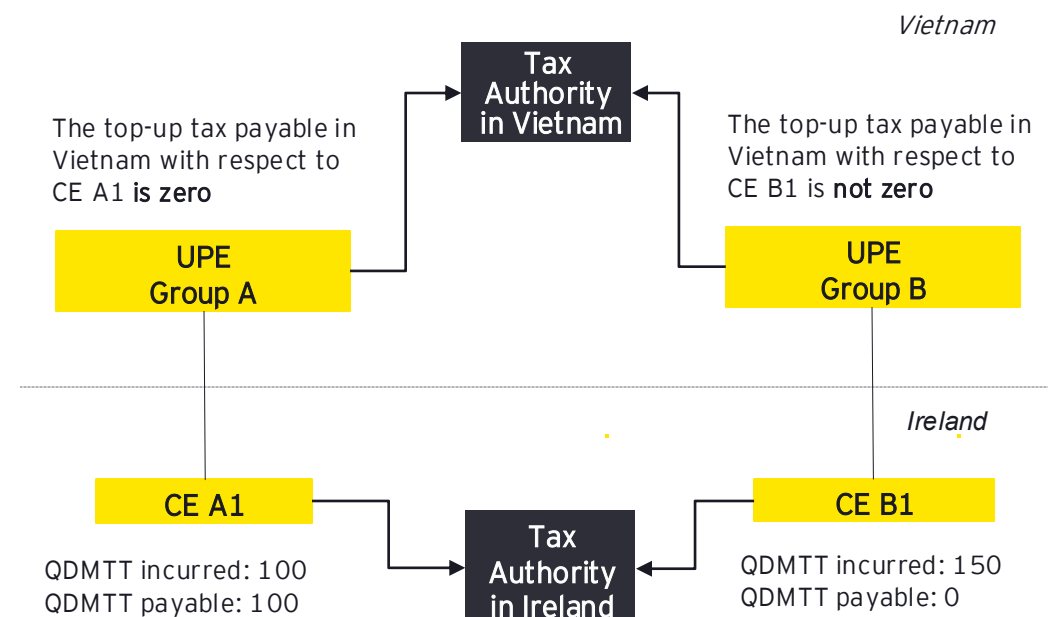 Vietnam
Tax
Authority
in Vietnam
The top-up tax payable in
Vietnam with respect to
CE A1 is zero
The top-up tax payable in
Vietnam with respect to
CE B1 is not zero
UPE
Group A
UPE
Group B
Ireland
CE A1
CE B1
Tax
Authority
in Ireland
QDMTT incurred: 100
QDMTT payable: 100
QDMTT incurred: 150
QDMTT payable: 0